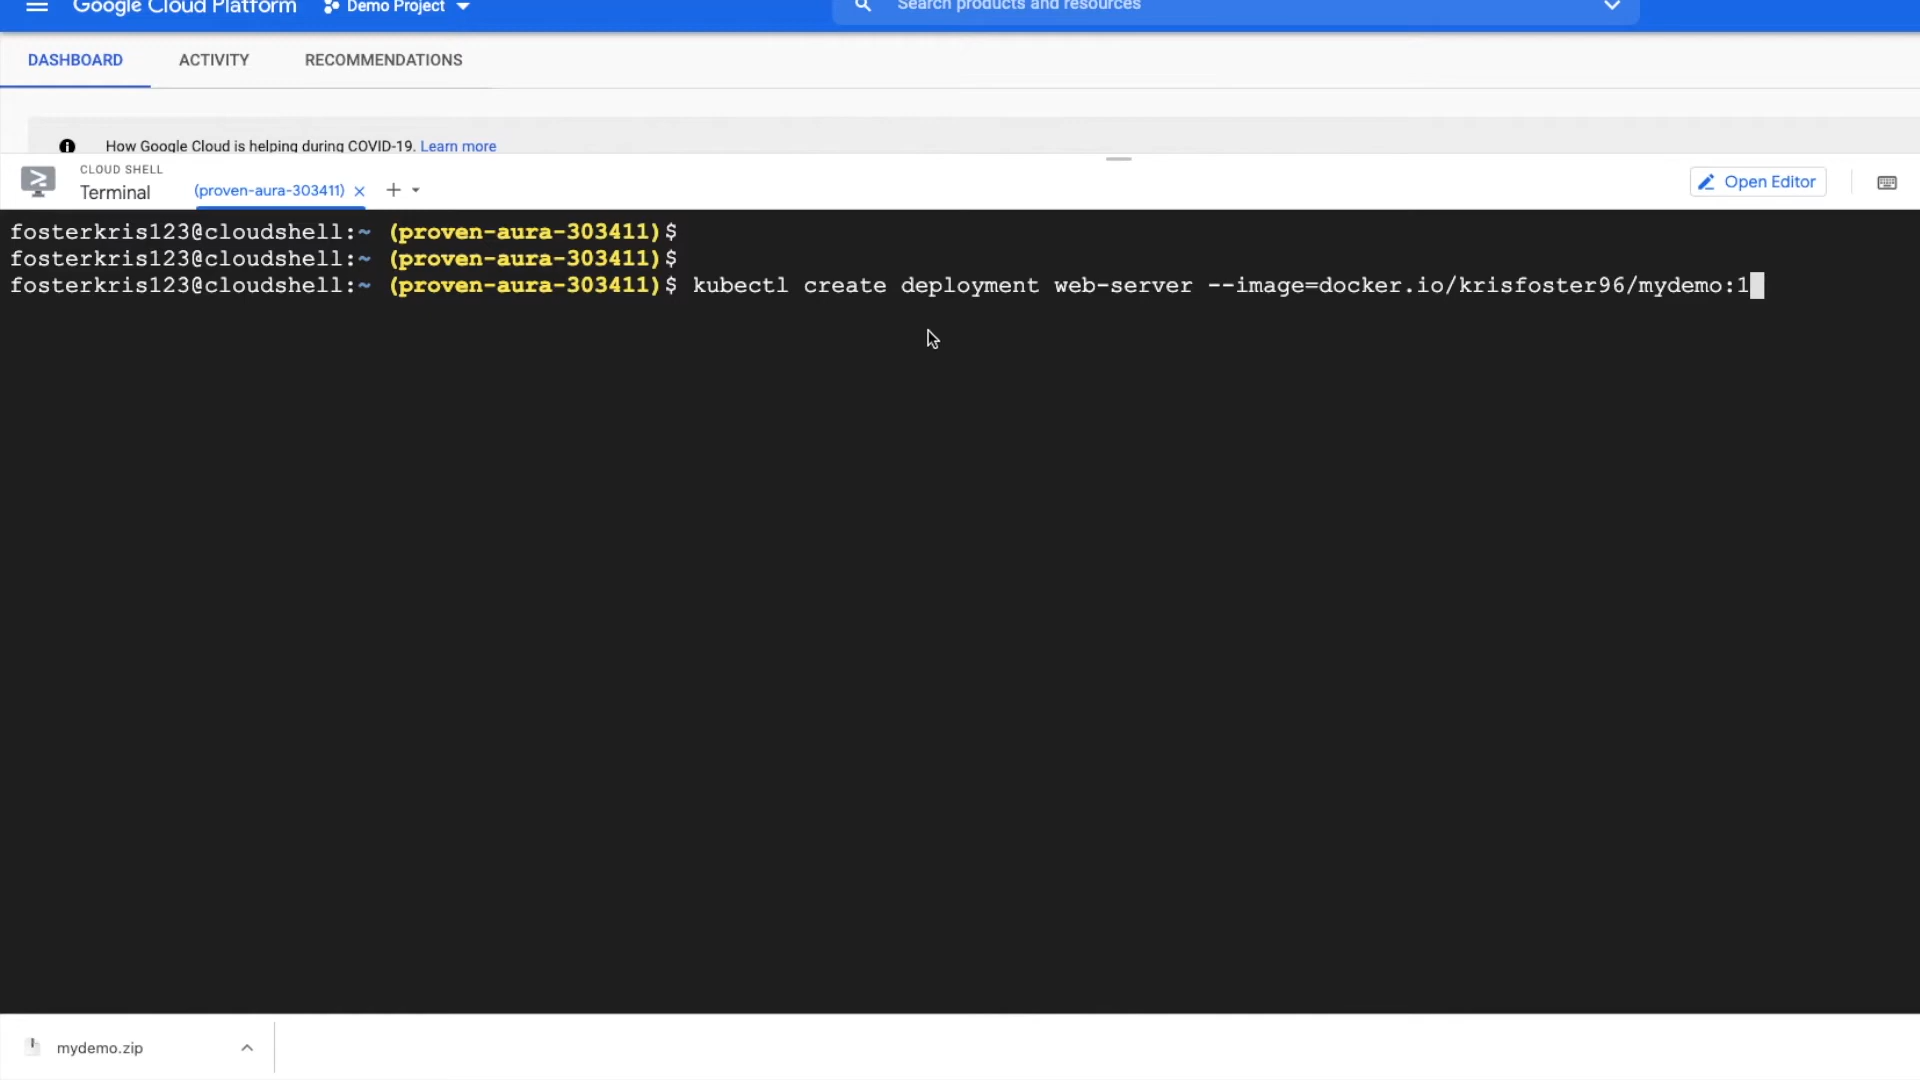 Google Cloud Platform Demo Project Search products and resources
DASHBOARD ACTIVITY RECOMMENDATIONS
How Google Cloud is helping during COVID-19. Learn more
CLOUD SHELL
Terminal (proven-aura-303411) Open Editor
fosterkris123@cloudshell:~ (proven-aura-303411)$
fosterkris123@cloudshell:~ (proven-aura-303411)$
fosterkris123@cloudshell:~ (proven-aura-303411)$ kubectl create deployment web-server --image=docker.io/krisfoster96/mydemo:1
mydemo.zip